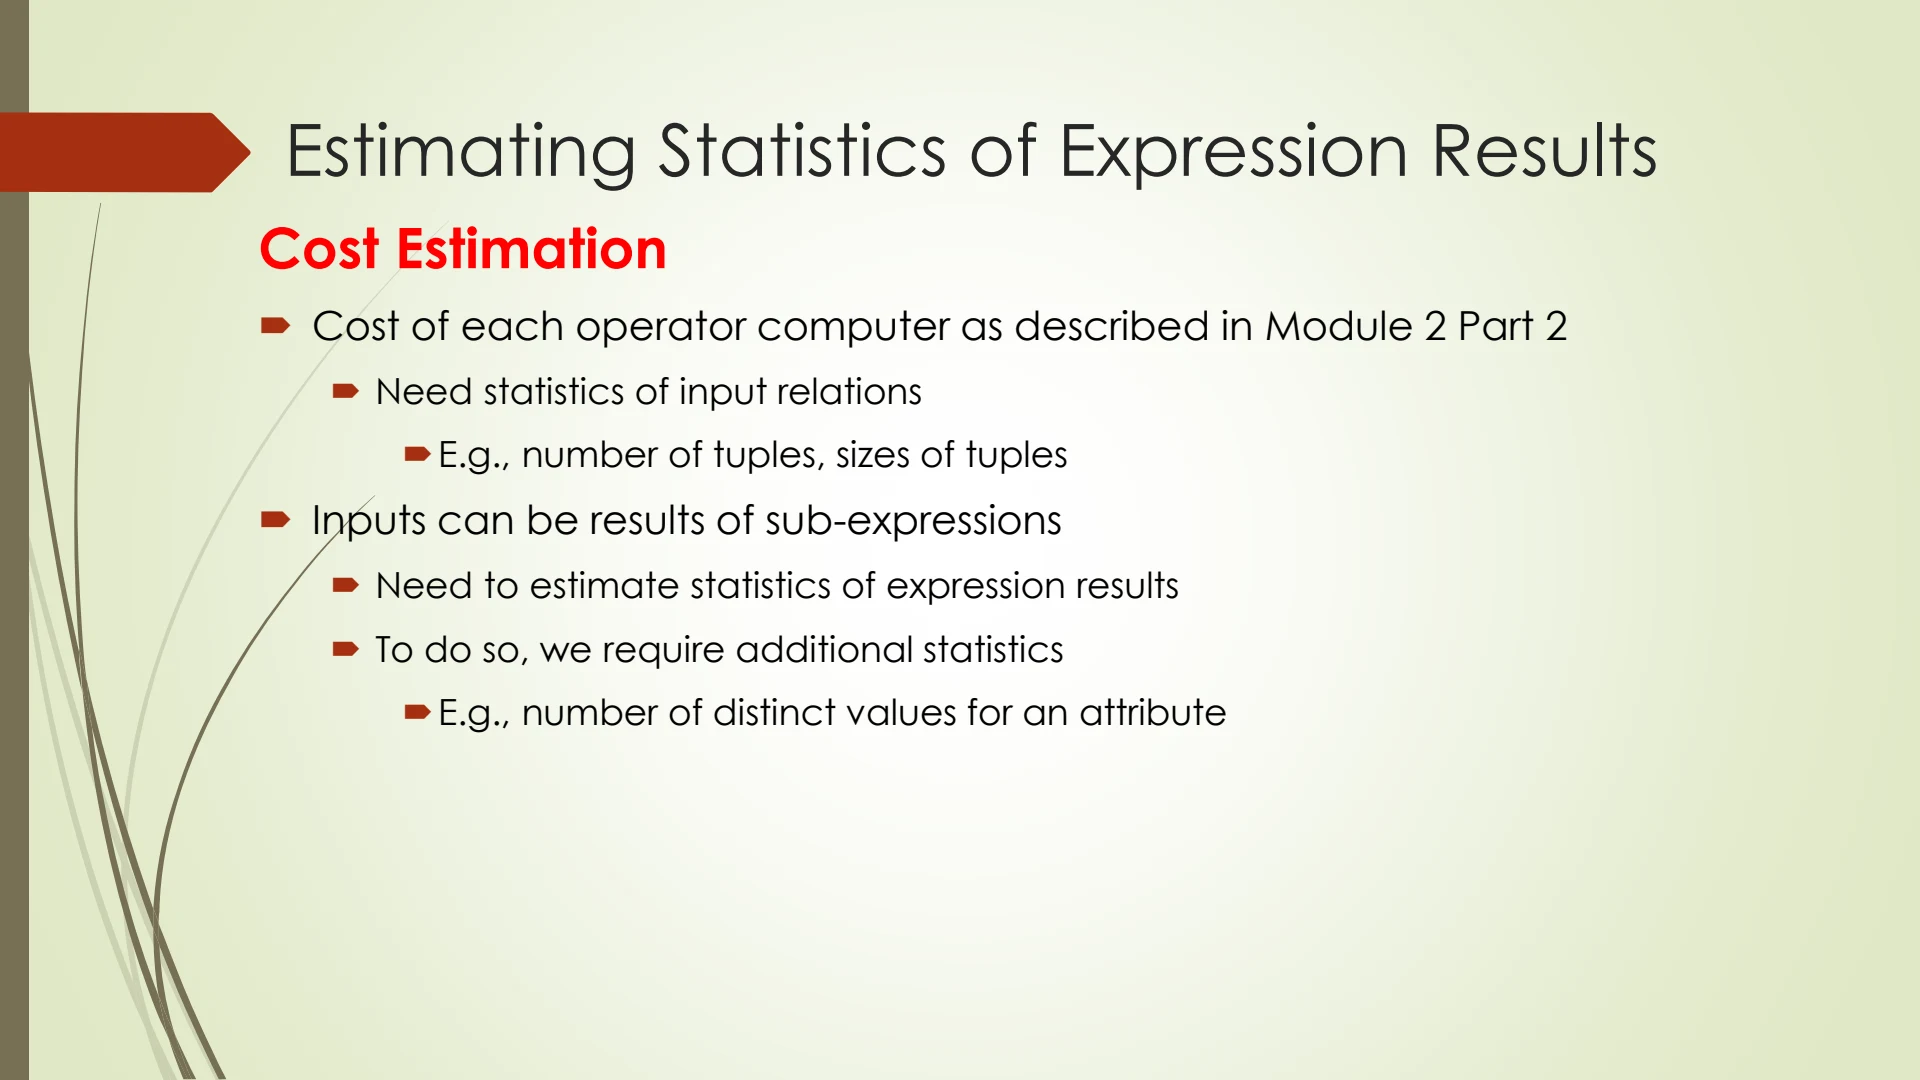 Estimating Statistics of Expression Results
Cost Estimation
Cost of each operator computer as described in Module 2 Part 2
Need statistics of input relations
E.g., number of tuples, sizes of tuples
Inputs can be results of sub-expressions
Need to estimate statistics of expression results
To do so, we require additional statistics
E.g., number of distinct values for an attribute